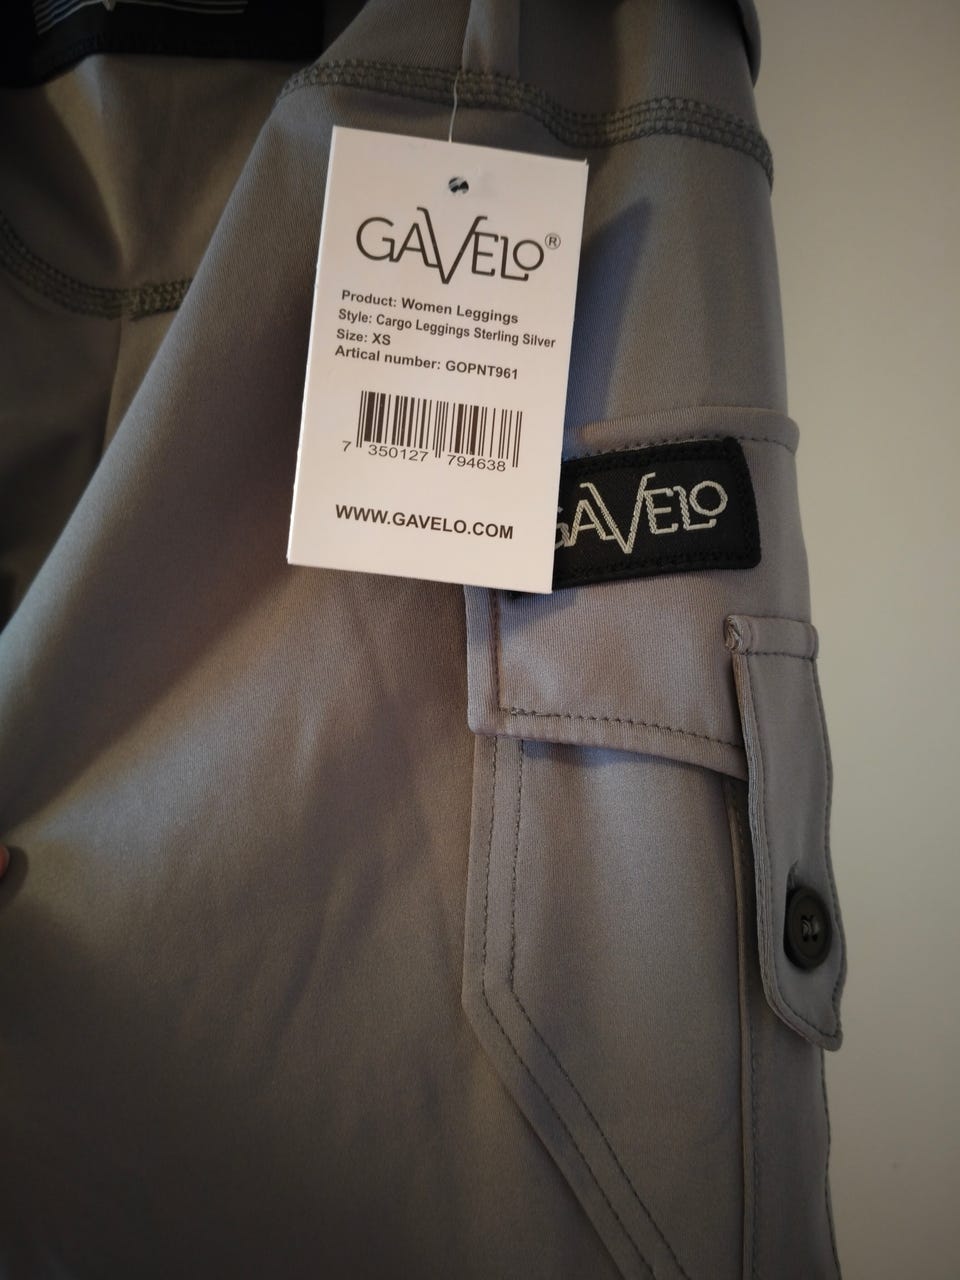 GAVELO®
Product: Women Leggings
Style: Cargo Leggings Sterling Silver
Size: XS
Artical number: GOPNT961
7 350127 794638
WWW.GAVELO.COM
GAVELO